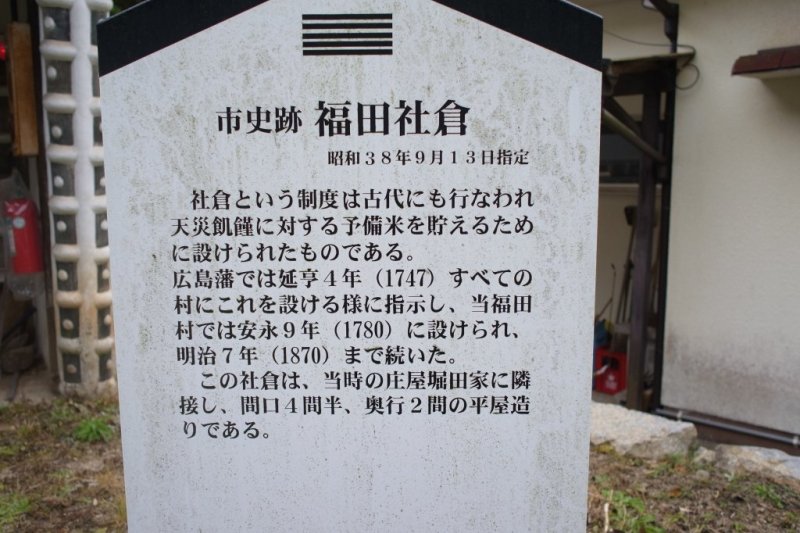 市史跡 福田社倉
昭和38年9月13日指定
社倉という制度は古代にも行なわれ
天災飢饉に対する予備米を貯えるため
に設けられたものである。
広島藩では延享4年（1747）すべての
村にこれを設ける様に指示し、当福田
村では安永9年（1780）に設けられ、
明治7年（1870）まで続いた。
この社倉は、当時の庄屋堀田家に隣
接し、間口4間半、奥行2間の平屋造
りである。